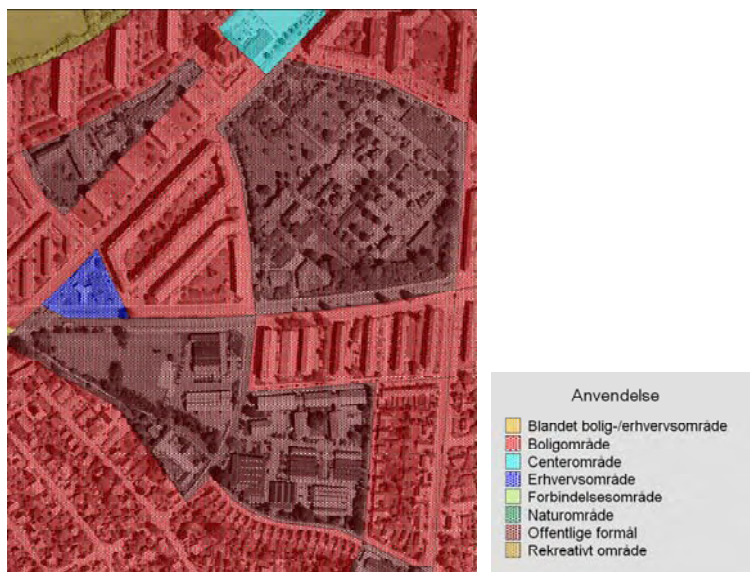 Anvendelse
Blandet bolig-/erhvervsområde
Boligområde
Centerområde
Erhvervsområde
Forbindelsesområde
Naturområde
Offentlige formål
Rekreativt område